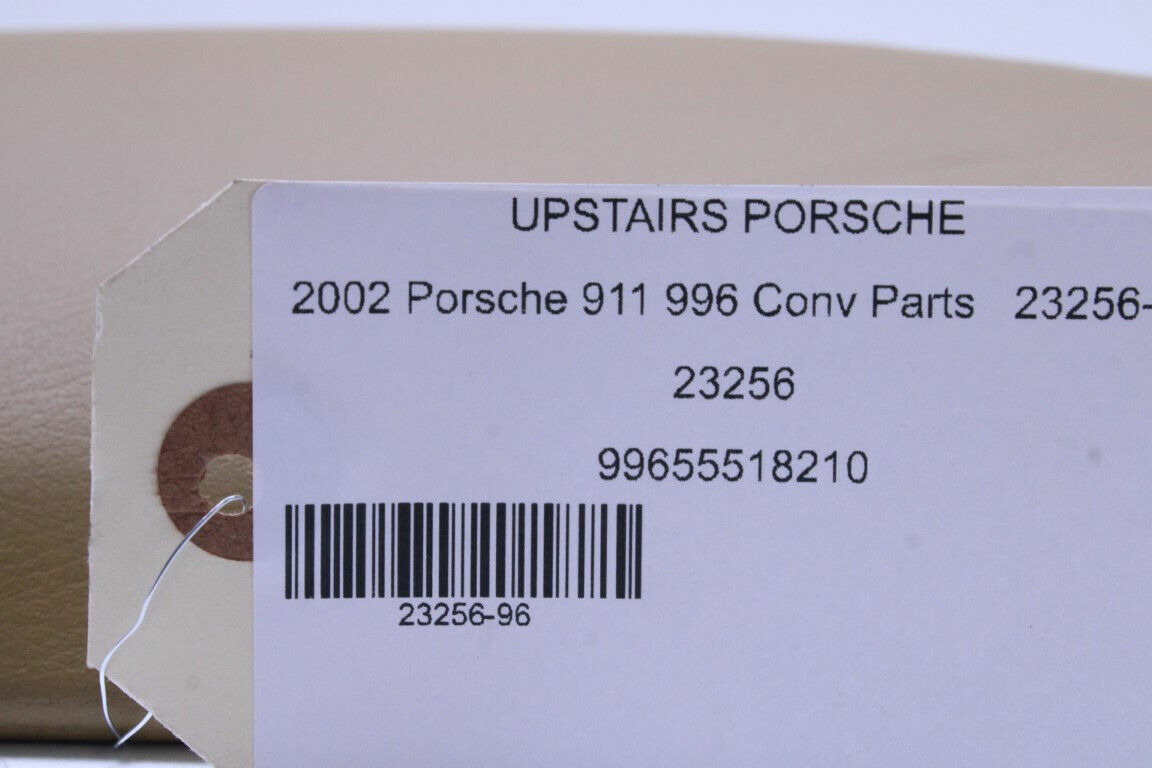 UPSTAIRS PORSCHE
2002 Porsche 911 996 Conv Parts 23256-
23256
99655518210
23256-96